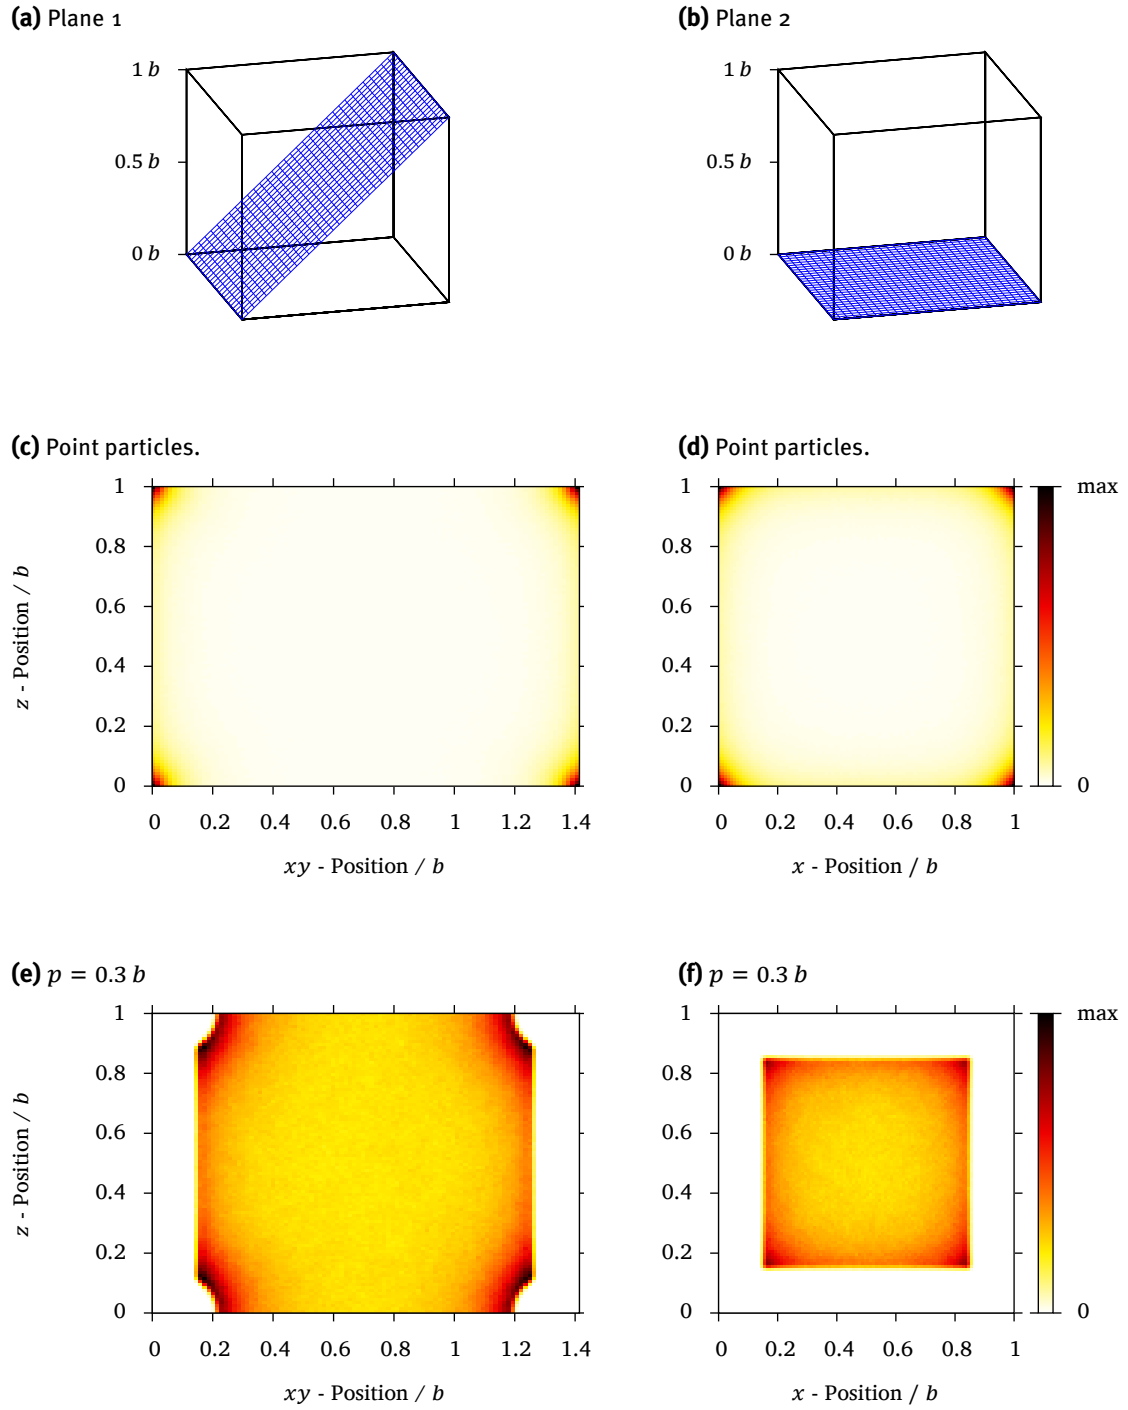 (a) Plane 1
(b) Plane 2
1 b
0.5 b
0 b
1 b
0.5 b
0 b
(c) Point particles.
(d) Point particles.
z - Position / b
1
0.8
0.6
0.4
0.2
0
0 0.2 0.4 0.6 0.8 1 1.2 1.4
xy - Position / b
1
0.8
0.6
0.4
0.2
0
0 0.2 0.4 0.6 0.8 1
x - Position / b
max
0
(e) p = 0.3 b
(f) p = 0.3 b
z - Position / b
1
0.8
0.6
0.4
0.2
0
0 0.2 0.4 0.6 0.8 1 1.2 1.4
xy - Position / b
1
0.8
0.6
0.4
0.2
0
0 0.2 0.4 0.6 0.8 1
x - Position / b
max
0